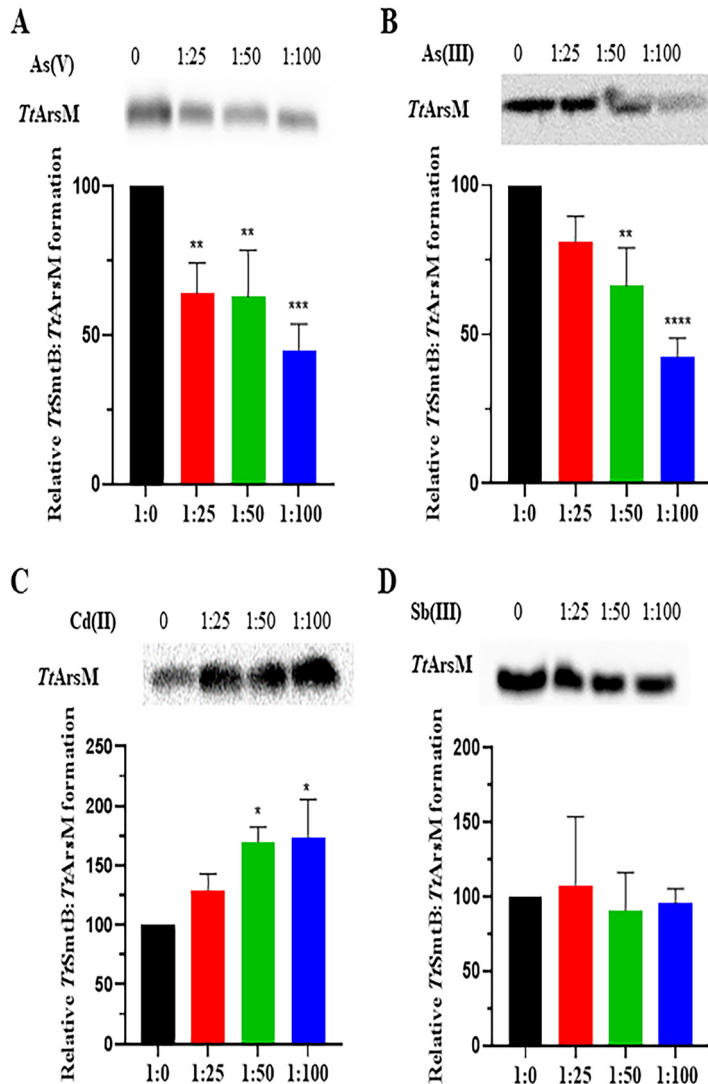 A
As(V) 0 1:25 1:50 1:100
TtArsM
Relative TtSmtB: TtArsM formation
100
50
0
**
**
***
1:0 1:25 1:50 1:100
B
As(III) 0 1:25 1:50 1:100
TtArsM
Relative TtSmtB: TtArsM formation
100
50
0
**
****
1:0 1:25 1:50 1:100
C
Cd(II) 0 1:25 1:50 1:100
TtArsM
Relative TtSmtB: TtArsM formation
250
200
150
100
50
0
*
*
1:0 1:25 1:50 1:100
D
Sb(III) 0 1:25 1:50 1:100
TtArsM
Relative TtSmtB: TtArsM formation
200
150
100
50
0
1:0 1:25 1:50 1:100